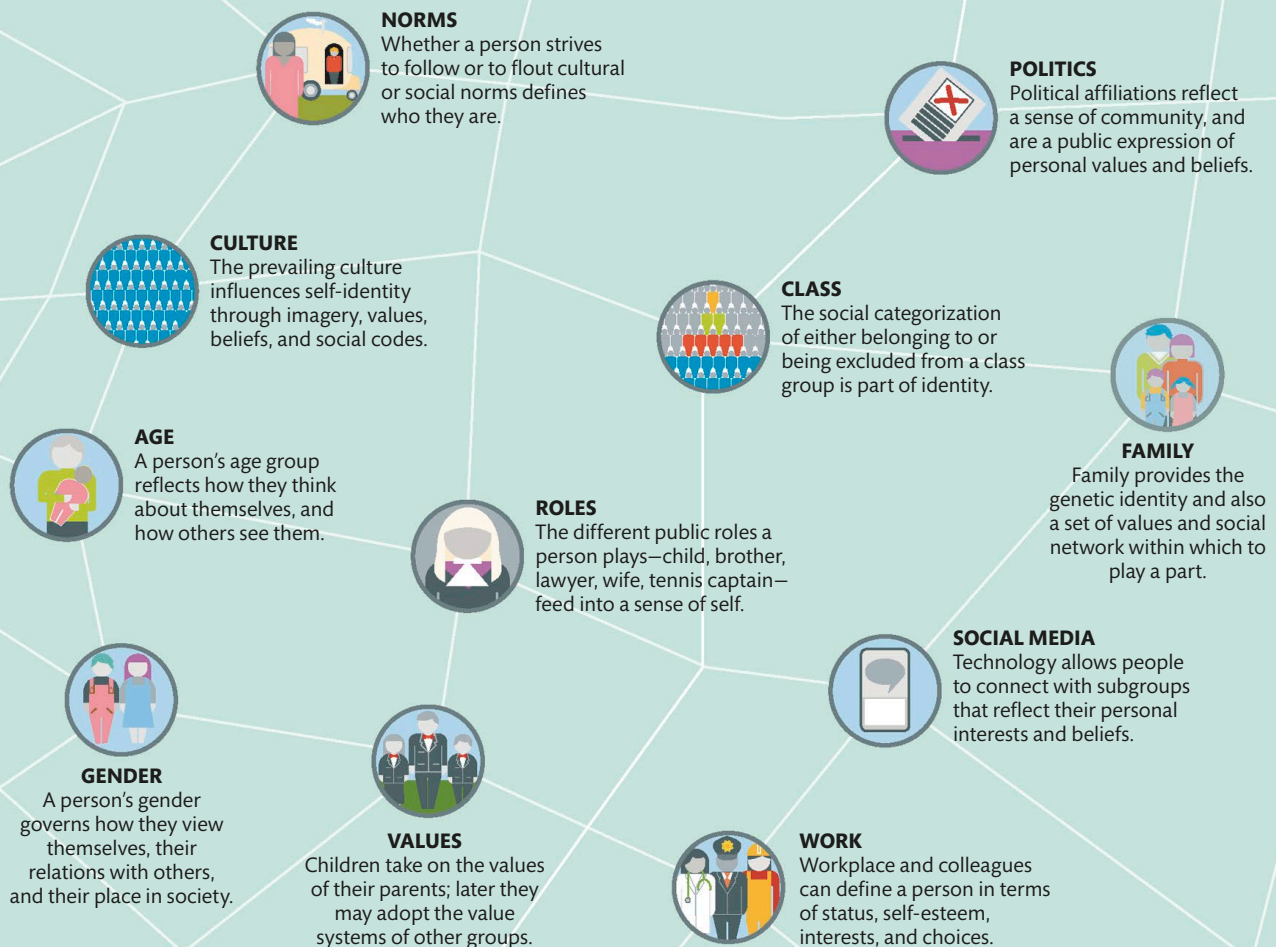 NORMS
Whether a person strives
to follow or to flout cultural
or social norms defines
who they are.
POLITICS
Political affiliations reflect
a sense of community, and
are a public expression of
personal values and beliefs.
CULTURE
The prevailing culture
influences self-identity
through imagery, values,
beliefs, and social codes.
CLASS
The social categorization
of either belonging to or
being excluded from a class
group is part of identity.
FAMILY
Family provides the
genetic identity and also
a set of values and social
network within which to
play a part.
AGE
A person's age group
reflects how they think
about themselves, and
how others see them.
ROLES
The different public roles a
person plays—child, brother,
lawyer, wife, tennis captain—
feed into a sense of self.
SOCIAL MEDIA
Technology allows people
to connect with subgroups
that reflect their personal
interests and beliefs.
GENDER
A person's gender
governs how they view
themselves, their
relations with others,
and their place in society.
VALUES
Children take on the values
of their parents; later they
may adopt the value
systems of other groups.
WORK
Workplace and colleagues
can define a person in terms
of status, self-esteem,
interests, and choices.